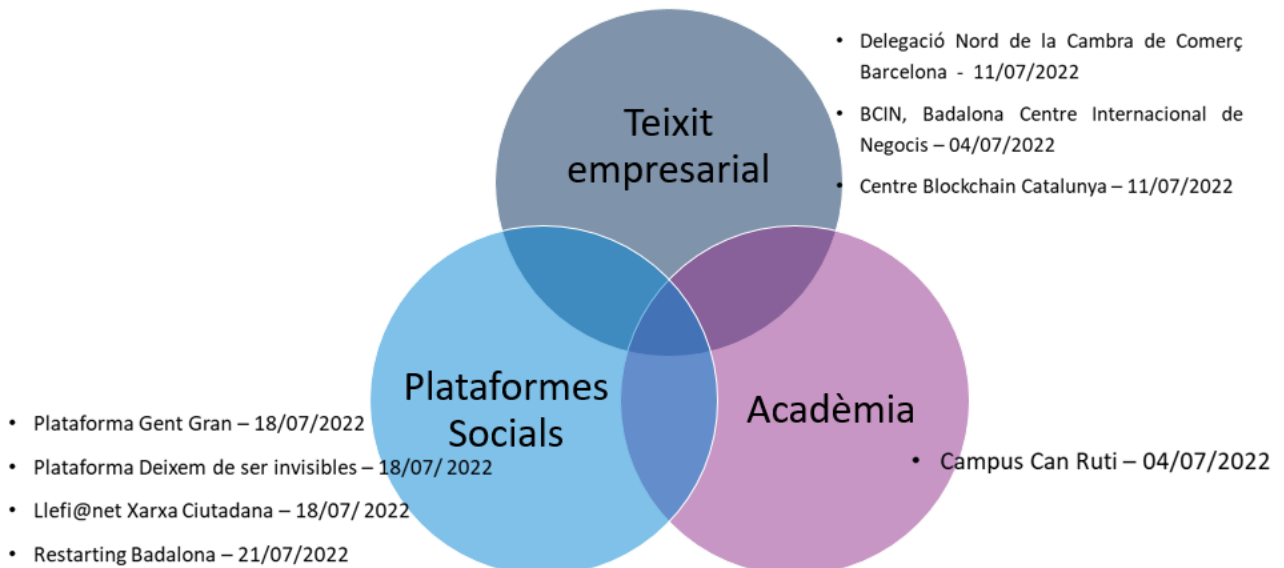 Teixit
empresarial
• Delegació Nord de la Cambra de Comerç
Barcelona - 11/07/2022
• BCIN, Badalona Centre Internacional de
Negocis – 04/07/2022
• Centre Blockchain Catalunya – 11/07/2022
Plataformes
Socials
• Plataforma Gent Gran – 18/07/2022
• Plataforma Deixem de ser invisibles – 18/07/ 2022
• Llefi@net Xarxa Ciutadana – 18/07/ 2022
• Restarting Badalona – 21/07/2022
Acadèmia
• Campus Can Ruti – 04/07/2022